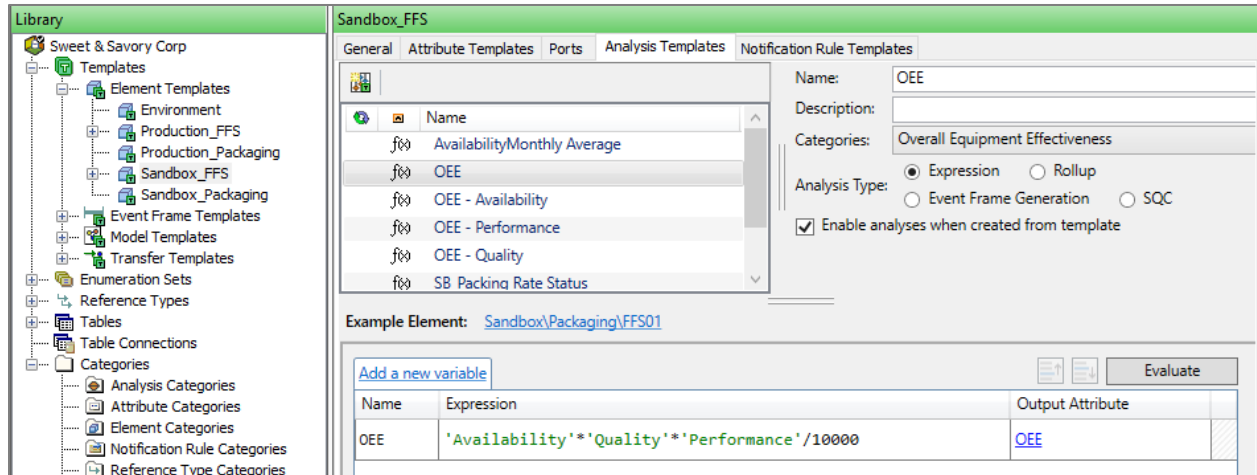 Library
Sweet & Savory Corp
Templates
Element Templates
Environment
Production_FFS
Production_Packaging
Sandbox_FFS
Sandbox_Packaging
Event Frame Templates
Model Templates
Transfer Templates
Enumeration Sets
Reference Types
Tables
Table Connections
Categories
Analysis Categories
Attribute Categories
Element Categories
Notification Rule Categories
Reference Type Categories
Sandbox_FFS
General Attribute Templates Ports Analysis Templates Notification Rule Templates
Name
f(x) AvailabilityMonthly Average
f(x) OEE
f(x) OEE - Availability
f(x) OEE - Performance
f(x) OEE - Quality
f(x) SB Packing Rate Status
Name: OEE
Description:
Categories: Overall Equipment Effectiveness
Analysis Type: Expression Rollup
Event Frame Generation SQC
Enable analyses when created from template
Example Element: Sandbox\Packaging\FFS01
Add a new variable Evaluate
Name Expression Output Attribute
OEE 'Availability'*'Quality'*'Performance'/10000 OEE